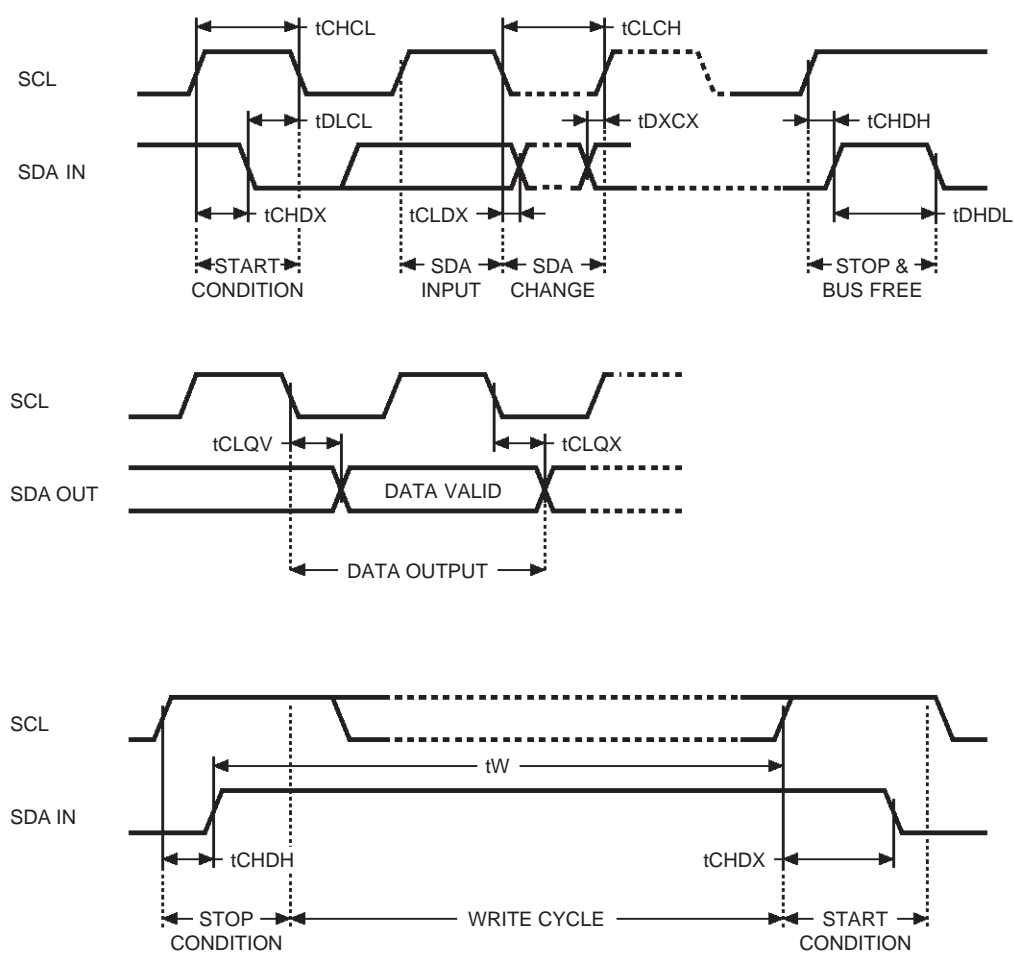 tCHCL
tCLCH
SCL
tDLCL
tDXCX
tCHDH
SDA IN
tCHDX
tCLDX
tDHDL
START
CONDITION
SDA
INPUT
SDA
CHANGE
STOP &
BUS FREE
SCL
tCLQV
tCLQX
SDA OUT
DATA VALID
DATA OUTPUT
SCL
tW
SDA IN
tCHDH
tCHDX
STOP
CONDITION
WRITE CYCLE
START
CONDITION